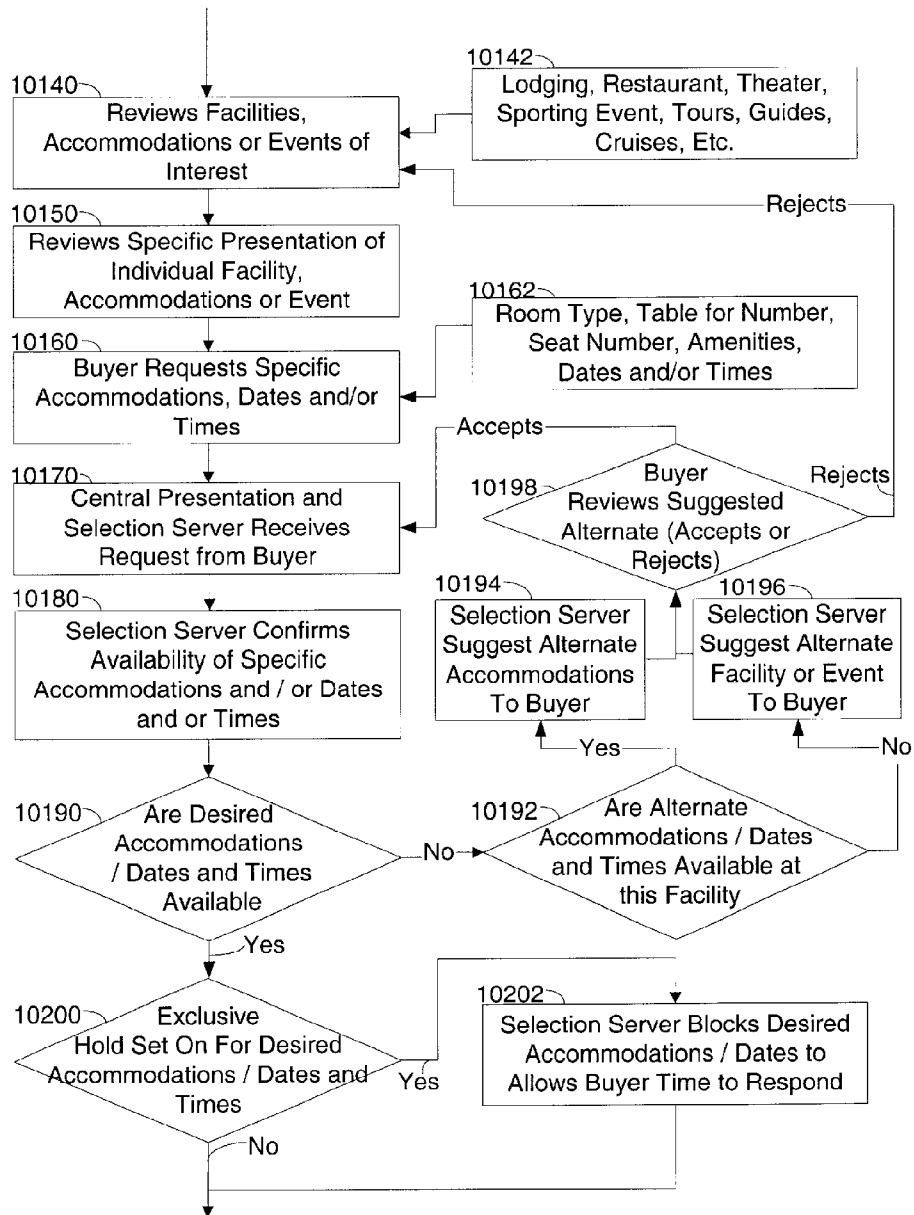 10142
Lodging, Restaurant, Theater,
Sporting Event, Tours, Guides,
Cruises, Etc.
10140
Reviews Facilities,
Accommodations or Events of
Interest
Rejects
10150
Reviews Specific Presentation of
Individual Facility,
Accommodations or Event
10162
Room Type, Table for Number,
Seat Number, Amenities,
Dates and/or Times
10160
Buyer Requests Specific
Accommodations, Dates and/or
Times
Accepts
10170
Central Presentation and
Selection Server Receives
Request from Buyer
10198
Buyer
Reviews Suggested
Alternate (Accepts or
Rejects)
Rejects
10180
Selection Server Confirms
Availability of Specific
Accommodations and / or Dates
and or Times
10194
Selection Server
Suggest Alternate
Accommodations
To Buyer
10196
Selection Server
Suggest Alternate
Facility or Event
To Buyer
Yes
No
10190
Are Desired
Accommodations
/ Dates and Times
Available
No
10192
Are Alternate
Accommodations / Dates
and Times Available at
this Facility
Yes
10200
Exclusive
Hold Set On For Desired
Accommodations / Dates and
Times
Yes
10202
Selection Server Blocks Desired
Accommodations / Dates to
Allows Buyer Time to Respond
No